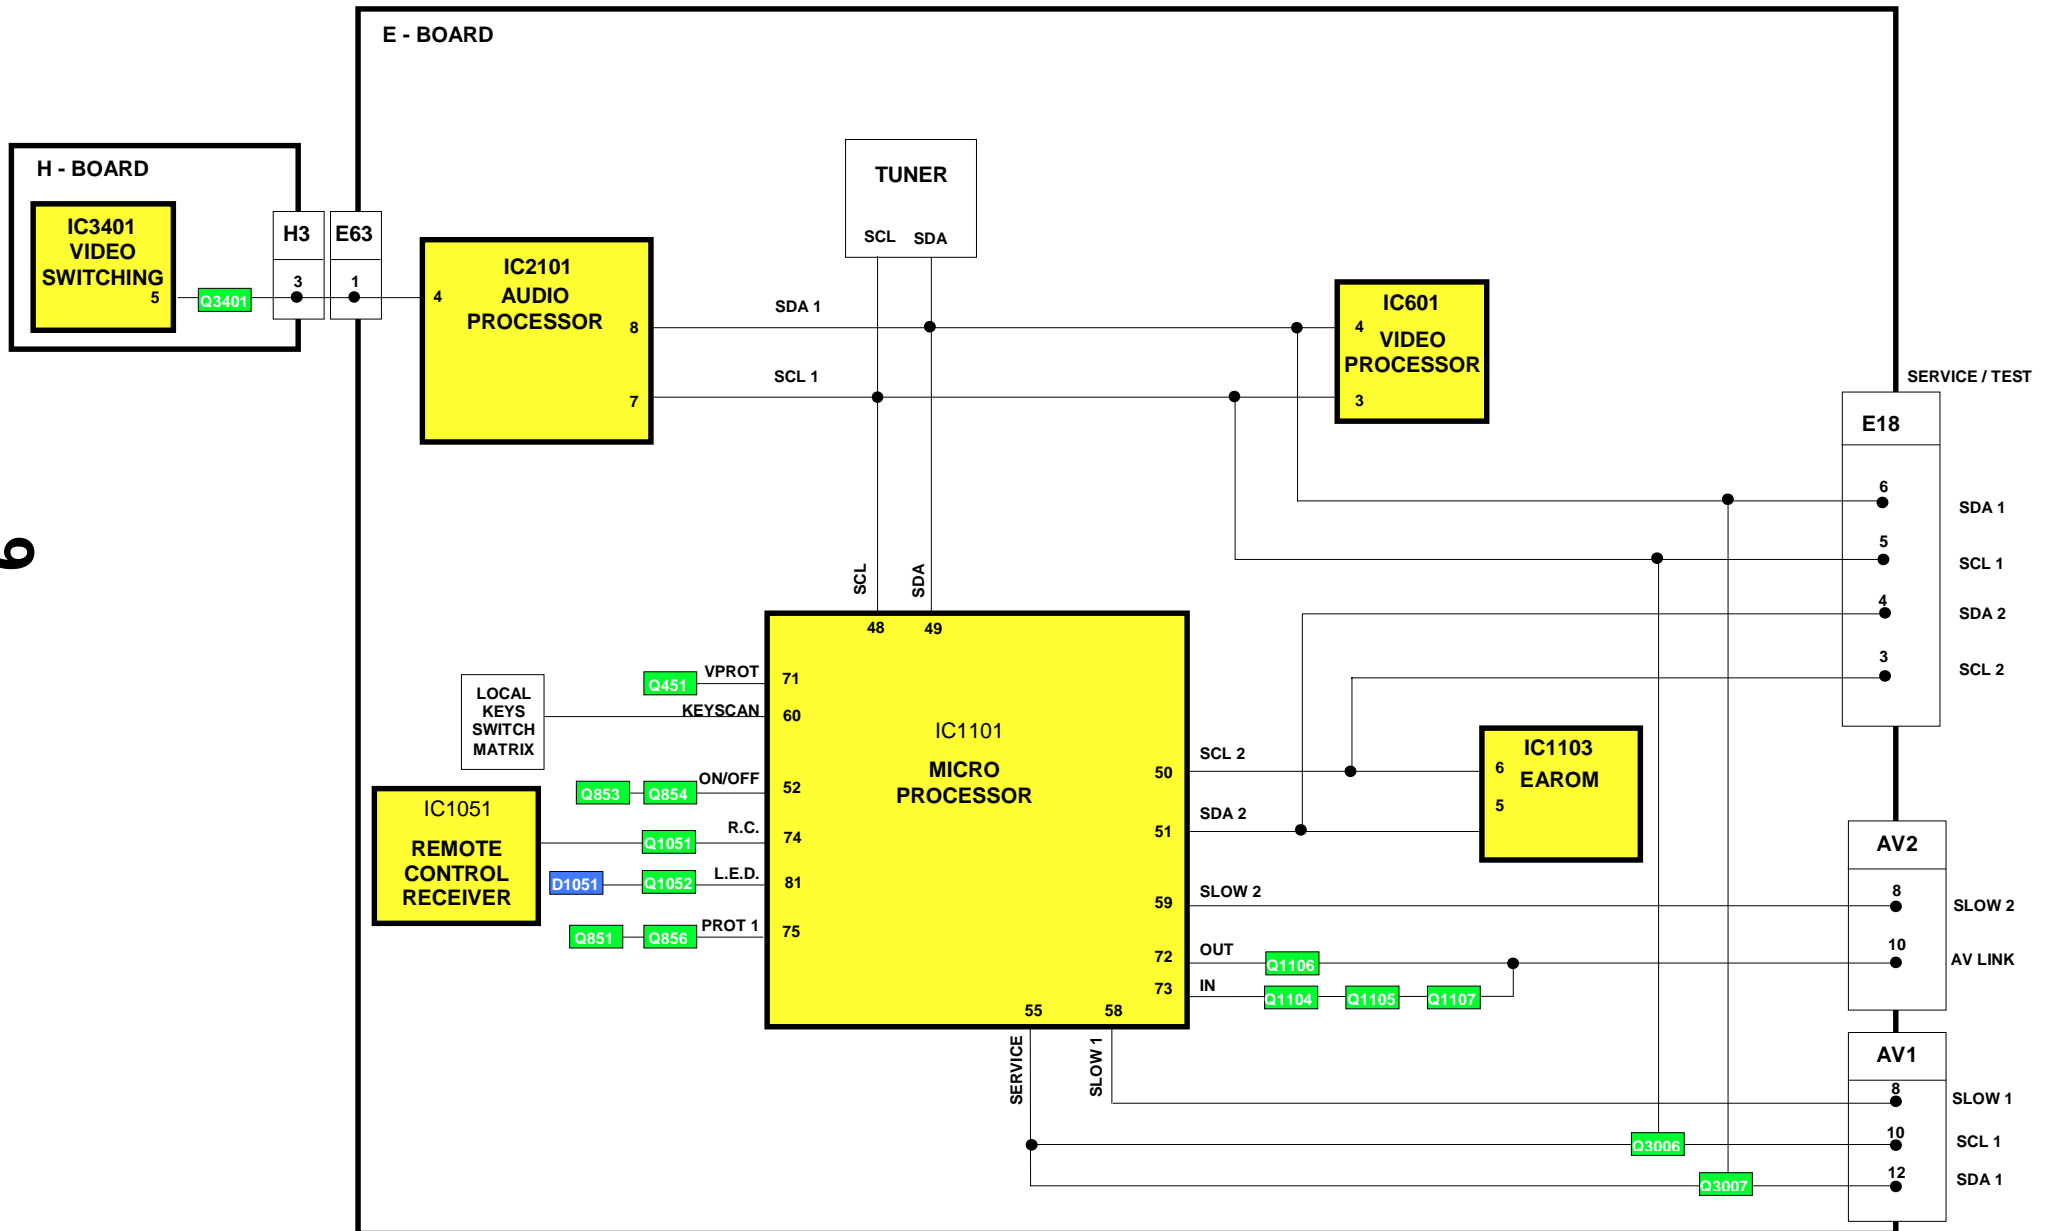 E - BOARD
H - BOARD
IC3401
VIDEO
SWITCHING
5
Q3401
H3
3
E63
1
IC2101
AUDIO
PROCESSOR
4
8
7
TUNER
SCL SDA
SDA 1
SCL 1
IC601
4
VIDEO
PROCESSOR
3
SERVICE / TEST
E18
6
SDA 1
5
SCL 1
4
SDA 2
3
SCL 2
6
SCL
SDA
48 49
Q451
VPROT
71
LOCAL
KEYS
SWITCH
MATRIX
KEYSCAN
60
IC1101
MICRO
PROCESSOR
Q853
Q854
ON/OFF
52
IC1051
REMOTE
CONTROL
RECEIVER
Q1051
R.C.
74
D1051
Q1052
L.E.D.
81
Q851
Q856
PROT 1
75
50
SCL 2
51
SDA 2
IC1103
6
EAROM
5
59
SLOW 2
72
OUT
Q1106
73
IN
Q1104
Q1105
Q1107
AV2
8
SLOW 2
10
AV LINK
55 58
SERVICE
SLOW 1
AV1
8
SLOW 1
Q3006
10
SCL 1
Q3007
12
SDA 1